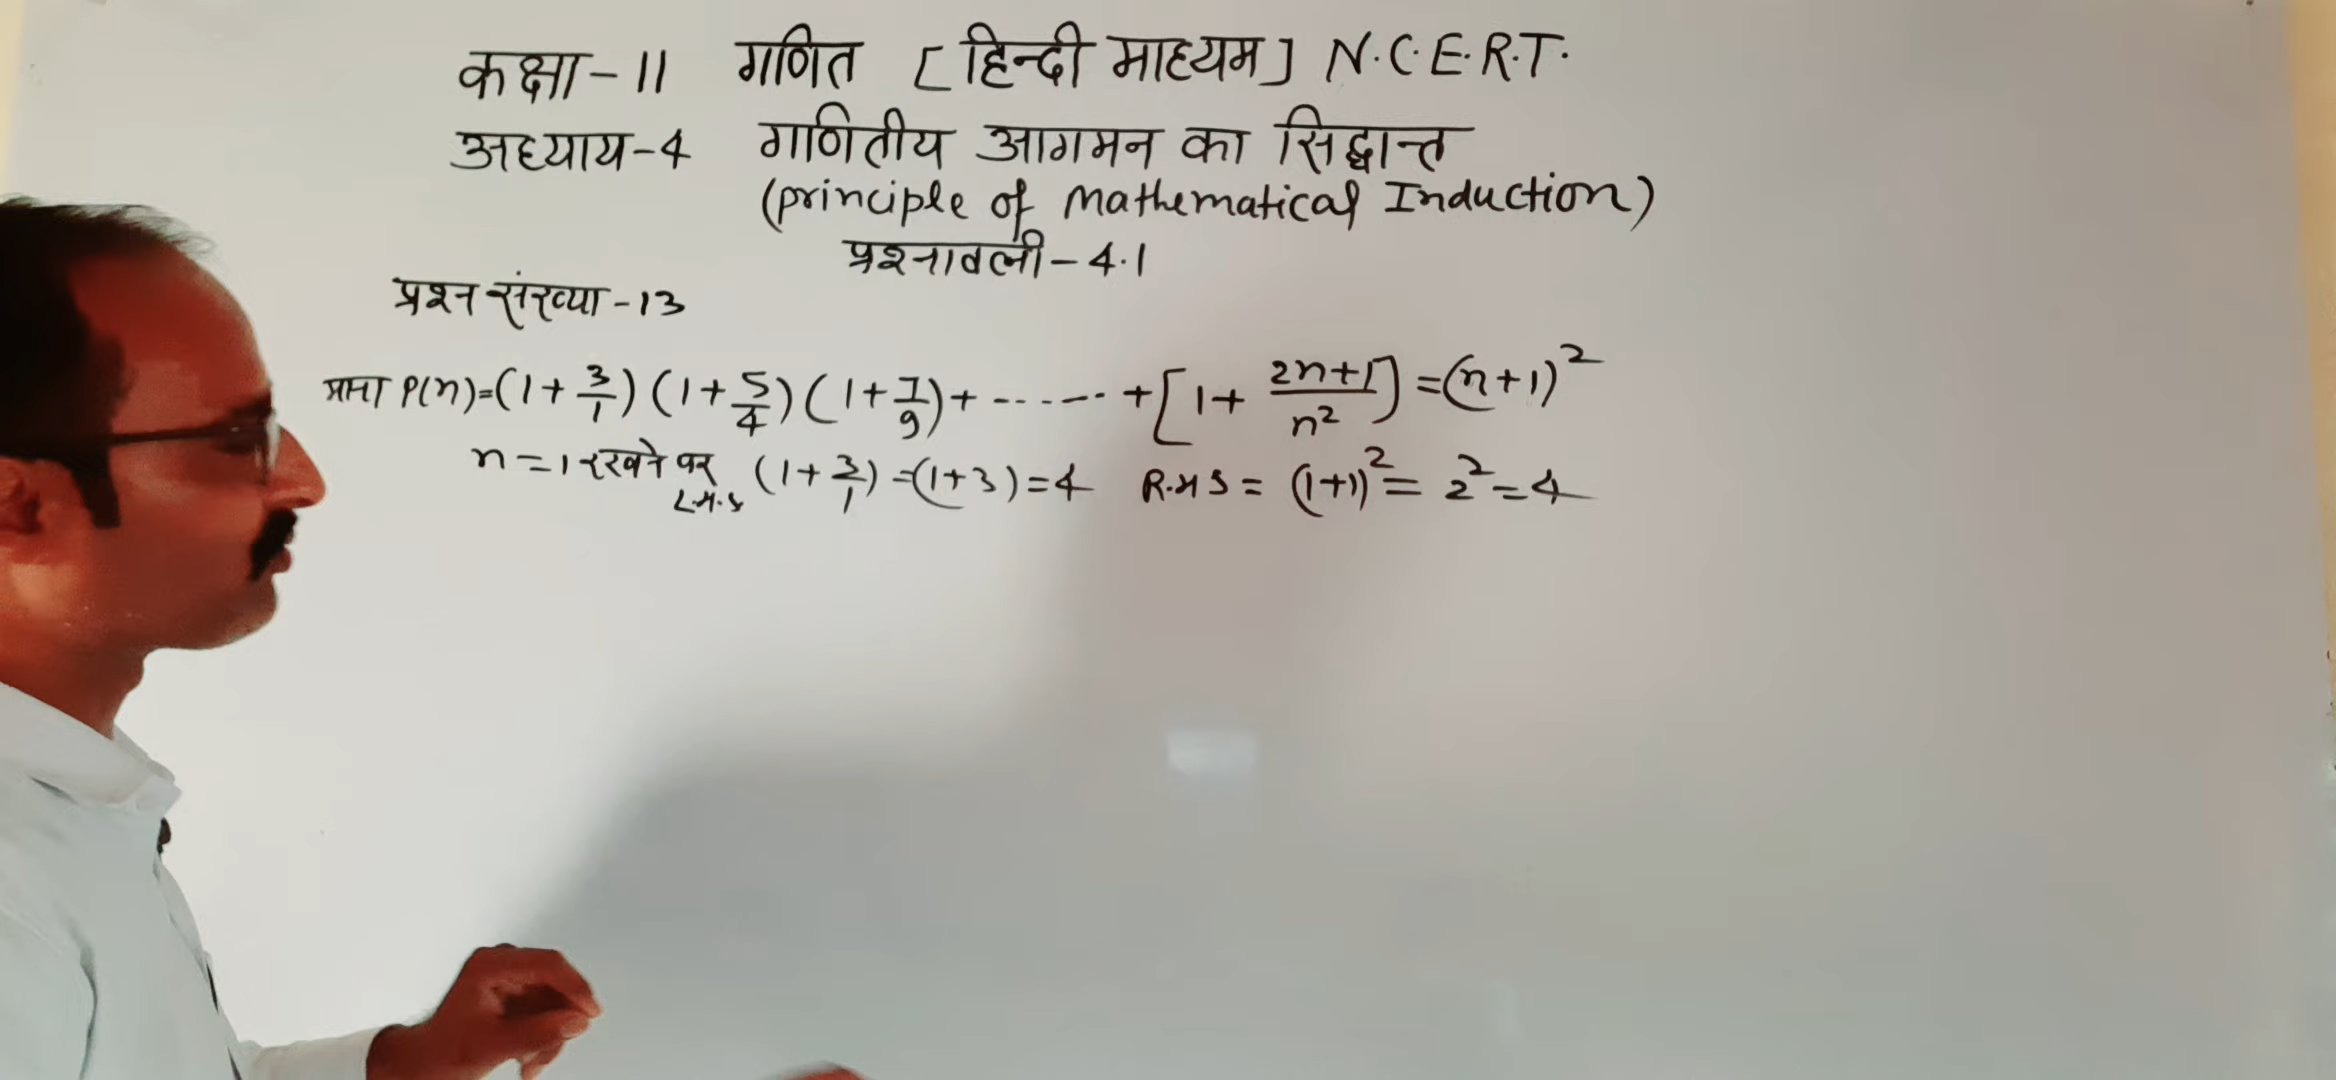 कक्षा-11 गणित [हिन्दी माध्यम] N.C.E.R.T.
अध्याय-4 गणितीय आगमन का सिद्धान्त
(principle of Mathematical Induction)
प्रश्नावली-4.1
प्रश्न संख्या-13
माना P(n)=(1+3/1)(1+5/4)(1+7/9)+------+[1+(2n+1)/n²]=(n+1)²
n=1 रखने पर L.H.S (1+3/1)=(1+3)=4 R.H.S=(1+1)²=2²=4